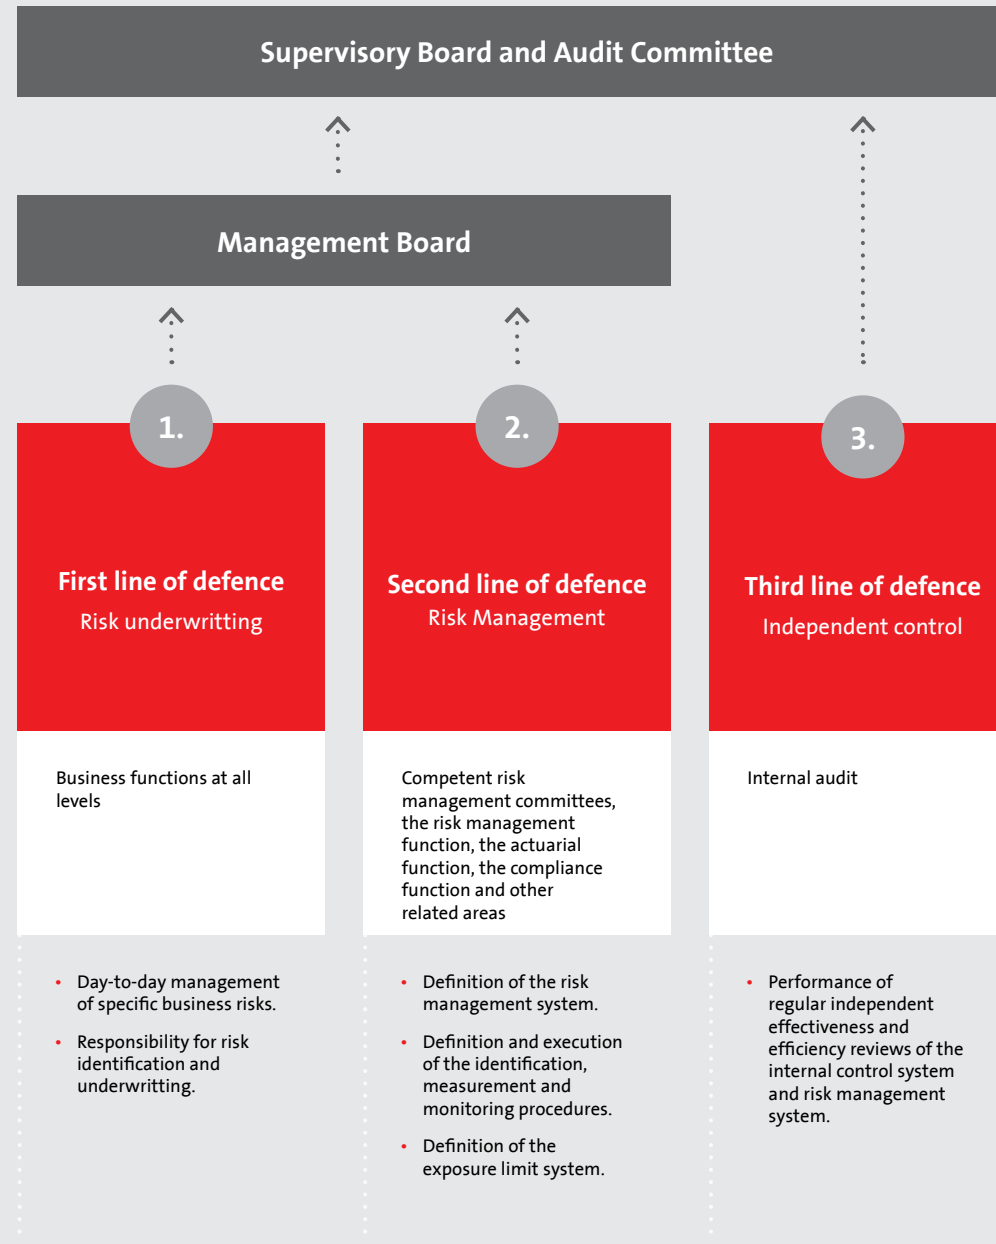 Supervisory Board and Audit Committee
Management Board
1.
First line of defence
Risk underwritting
Business functions at all
levels
• Day-to-day management
of specific business risks.
• Responsibility for risk
identification and
underwritting.
2.
Second line of defence
Risk Management
Competent risk
management committees,
the risk management
function, the actuarial
function, the compliance
function and other
related areas
• Definition of the risk
management system.
• Definition and execution
of the identification,
measurement and
monitoring procedures.
• Definition of the
exposure limit system.
3.
Third line of defence
Independent control
Internal audit
• Performance of
regular independent
effectiveness and
efficiency reviews of the
internal control system
and risk management
system.